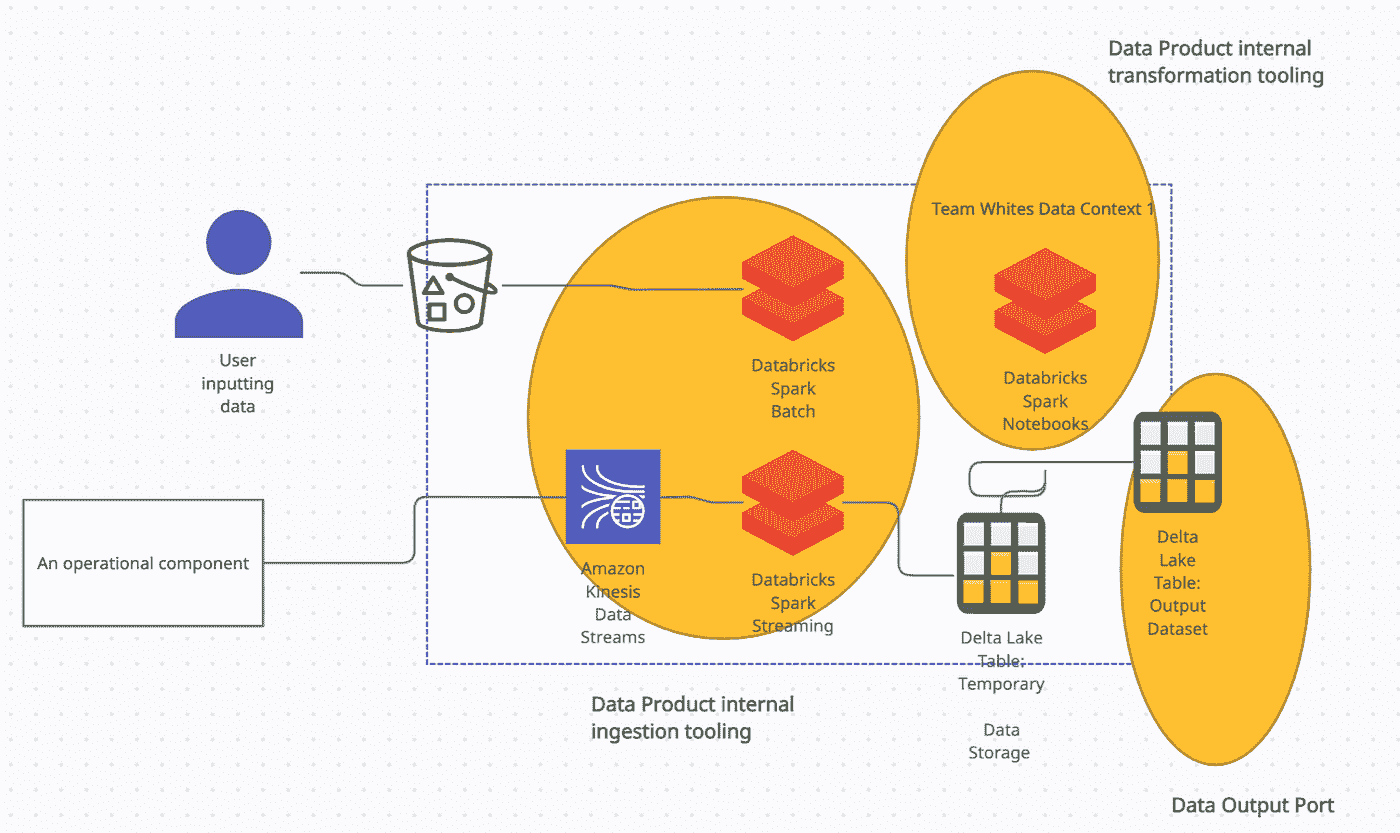 Data Product internal
transformation tooling
Team Whites Data Context 1
User
inputting
data
Databricks
Spark
Batch
Databricks
Spark
Notebooks
An operational component
Amazon
Kinesis
Data
Streams
Databricks
Spark
Streaming
Delta
Lake
Table:
Output
Dataset
Delta Lake
Table:
Temporary
Data
Storage
Data Product internal
ingestion tooling
Data Output Port